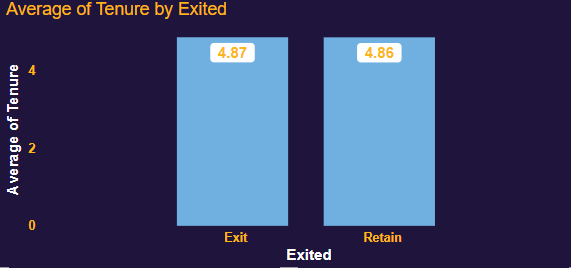 Average of Tenure by Exited
Average of Tenure
4
2
0
4.87
4.86
Exit
Retain
Exited